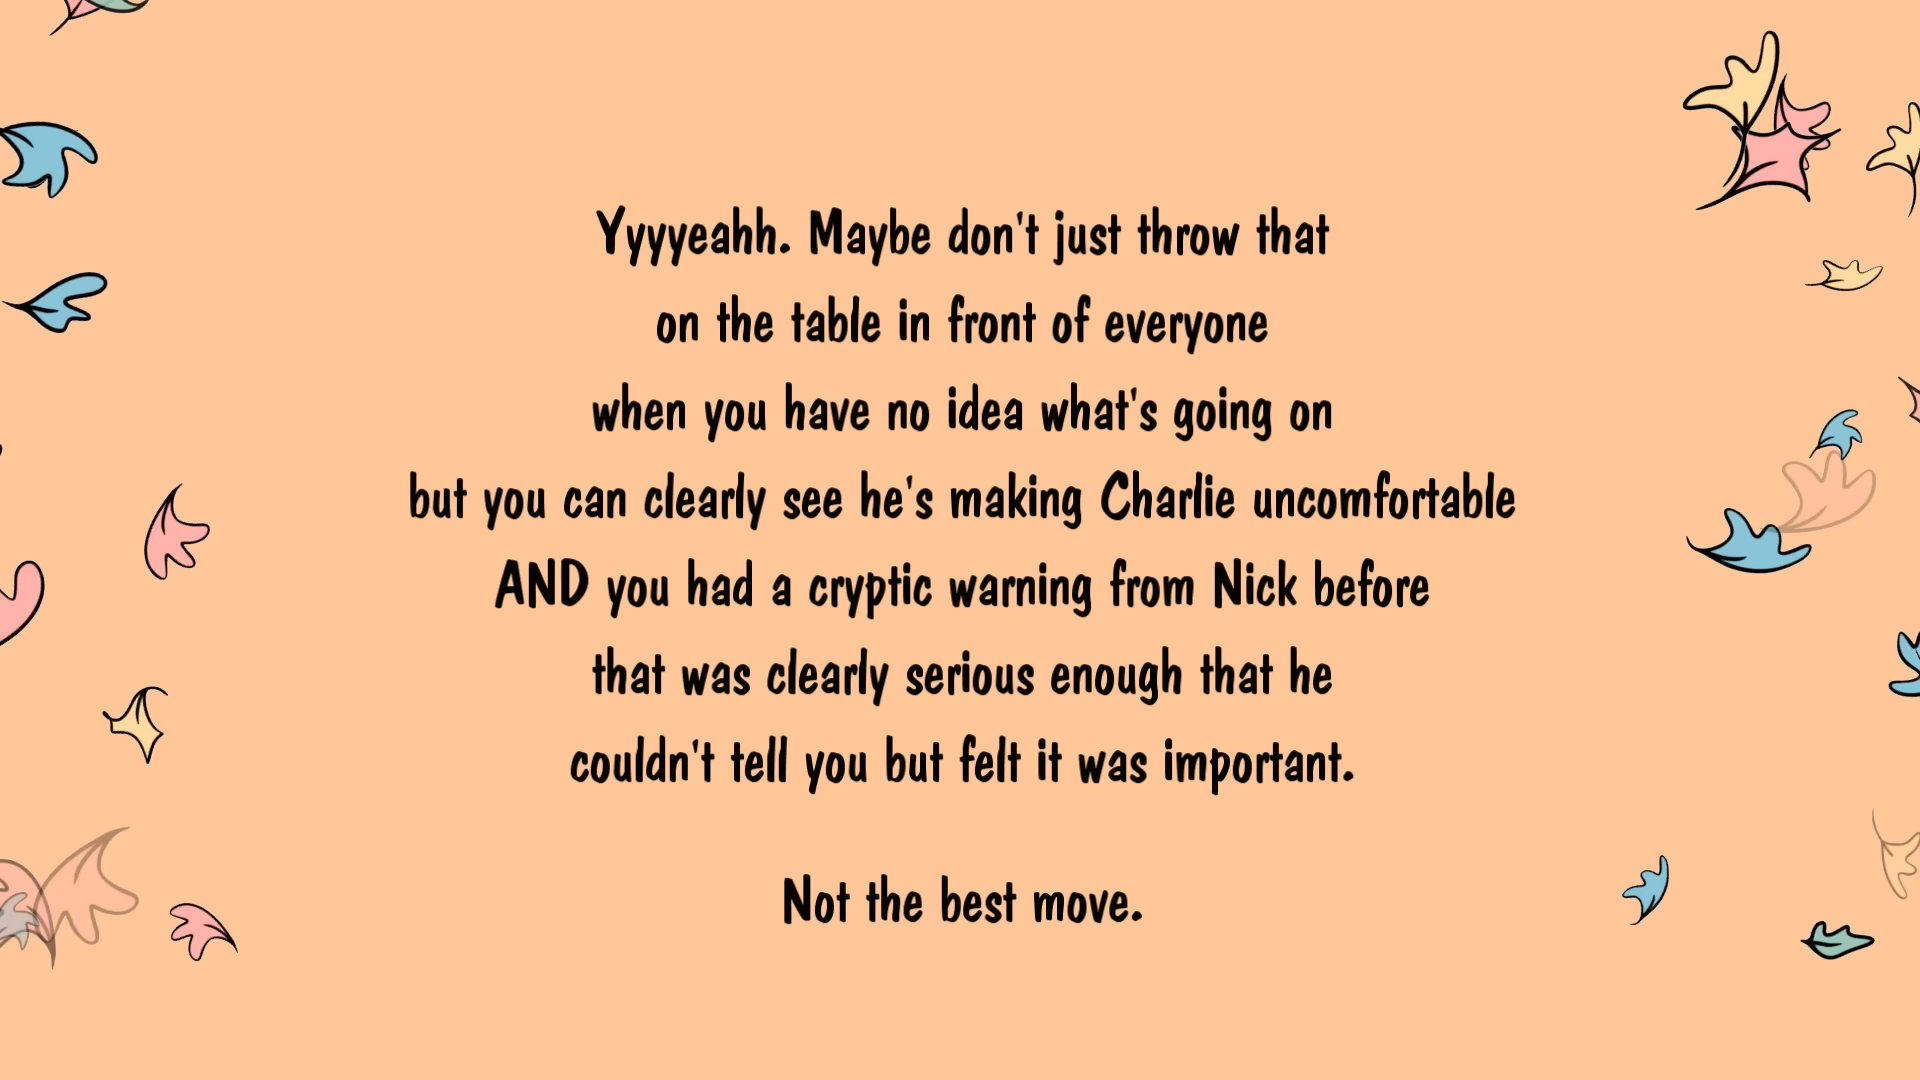 Yyyyeahh. Maybe don't just throw that
on the table in front of everyone
when you have no idea what's going on
but you can clearly see he's making Charlie uncomfortable
AND you had a cryptic warning from Nick before
that was clearly serious enough that he
couldn't tell you but felt it was important.
Not the best move.